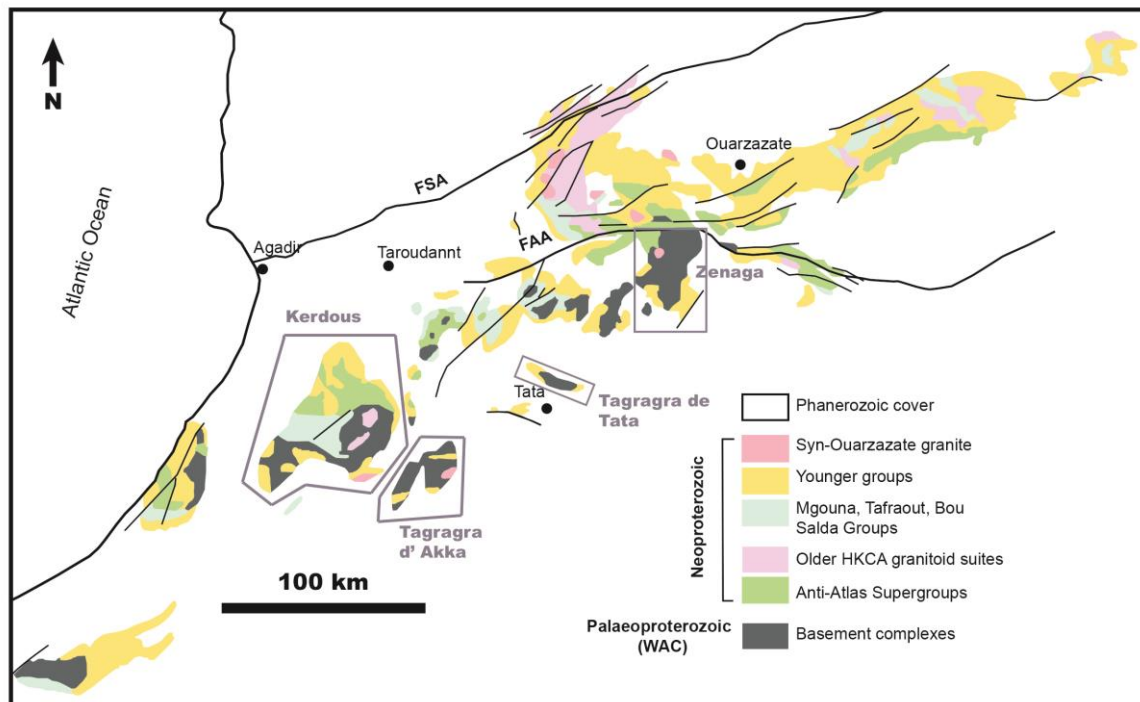 N
Atlantic Ocean
FSA
Ouarzazate
Agadir
Taroudannt
FAA
Zenaga
Kerdous
Tata
Tagragra de
Tata
Tagragra
d' Akka
100 km
Phanerozoic cover
Neoproterozoic
Syn-Ouarzazate granite
Younger groups
Mgouna, Tafraout, Bou
Salda Groups
Older HKCA granitoid suites
Anti-Atlas Supergroups
Palaeoproterozoic
(WAC)
Basement complexes